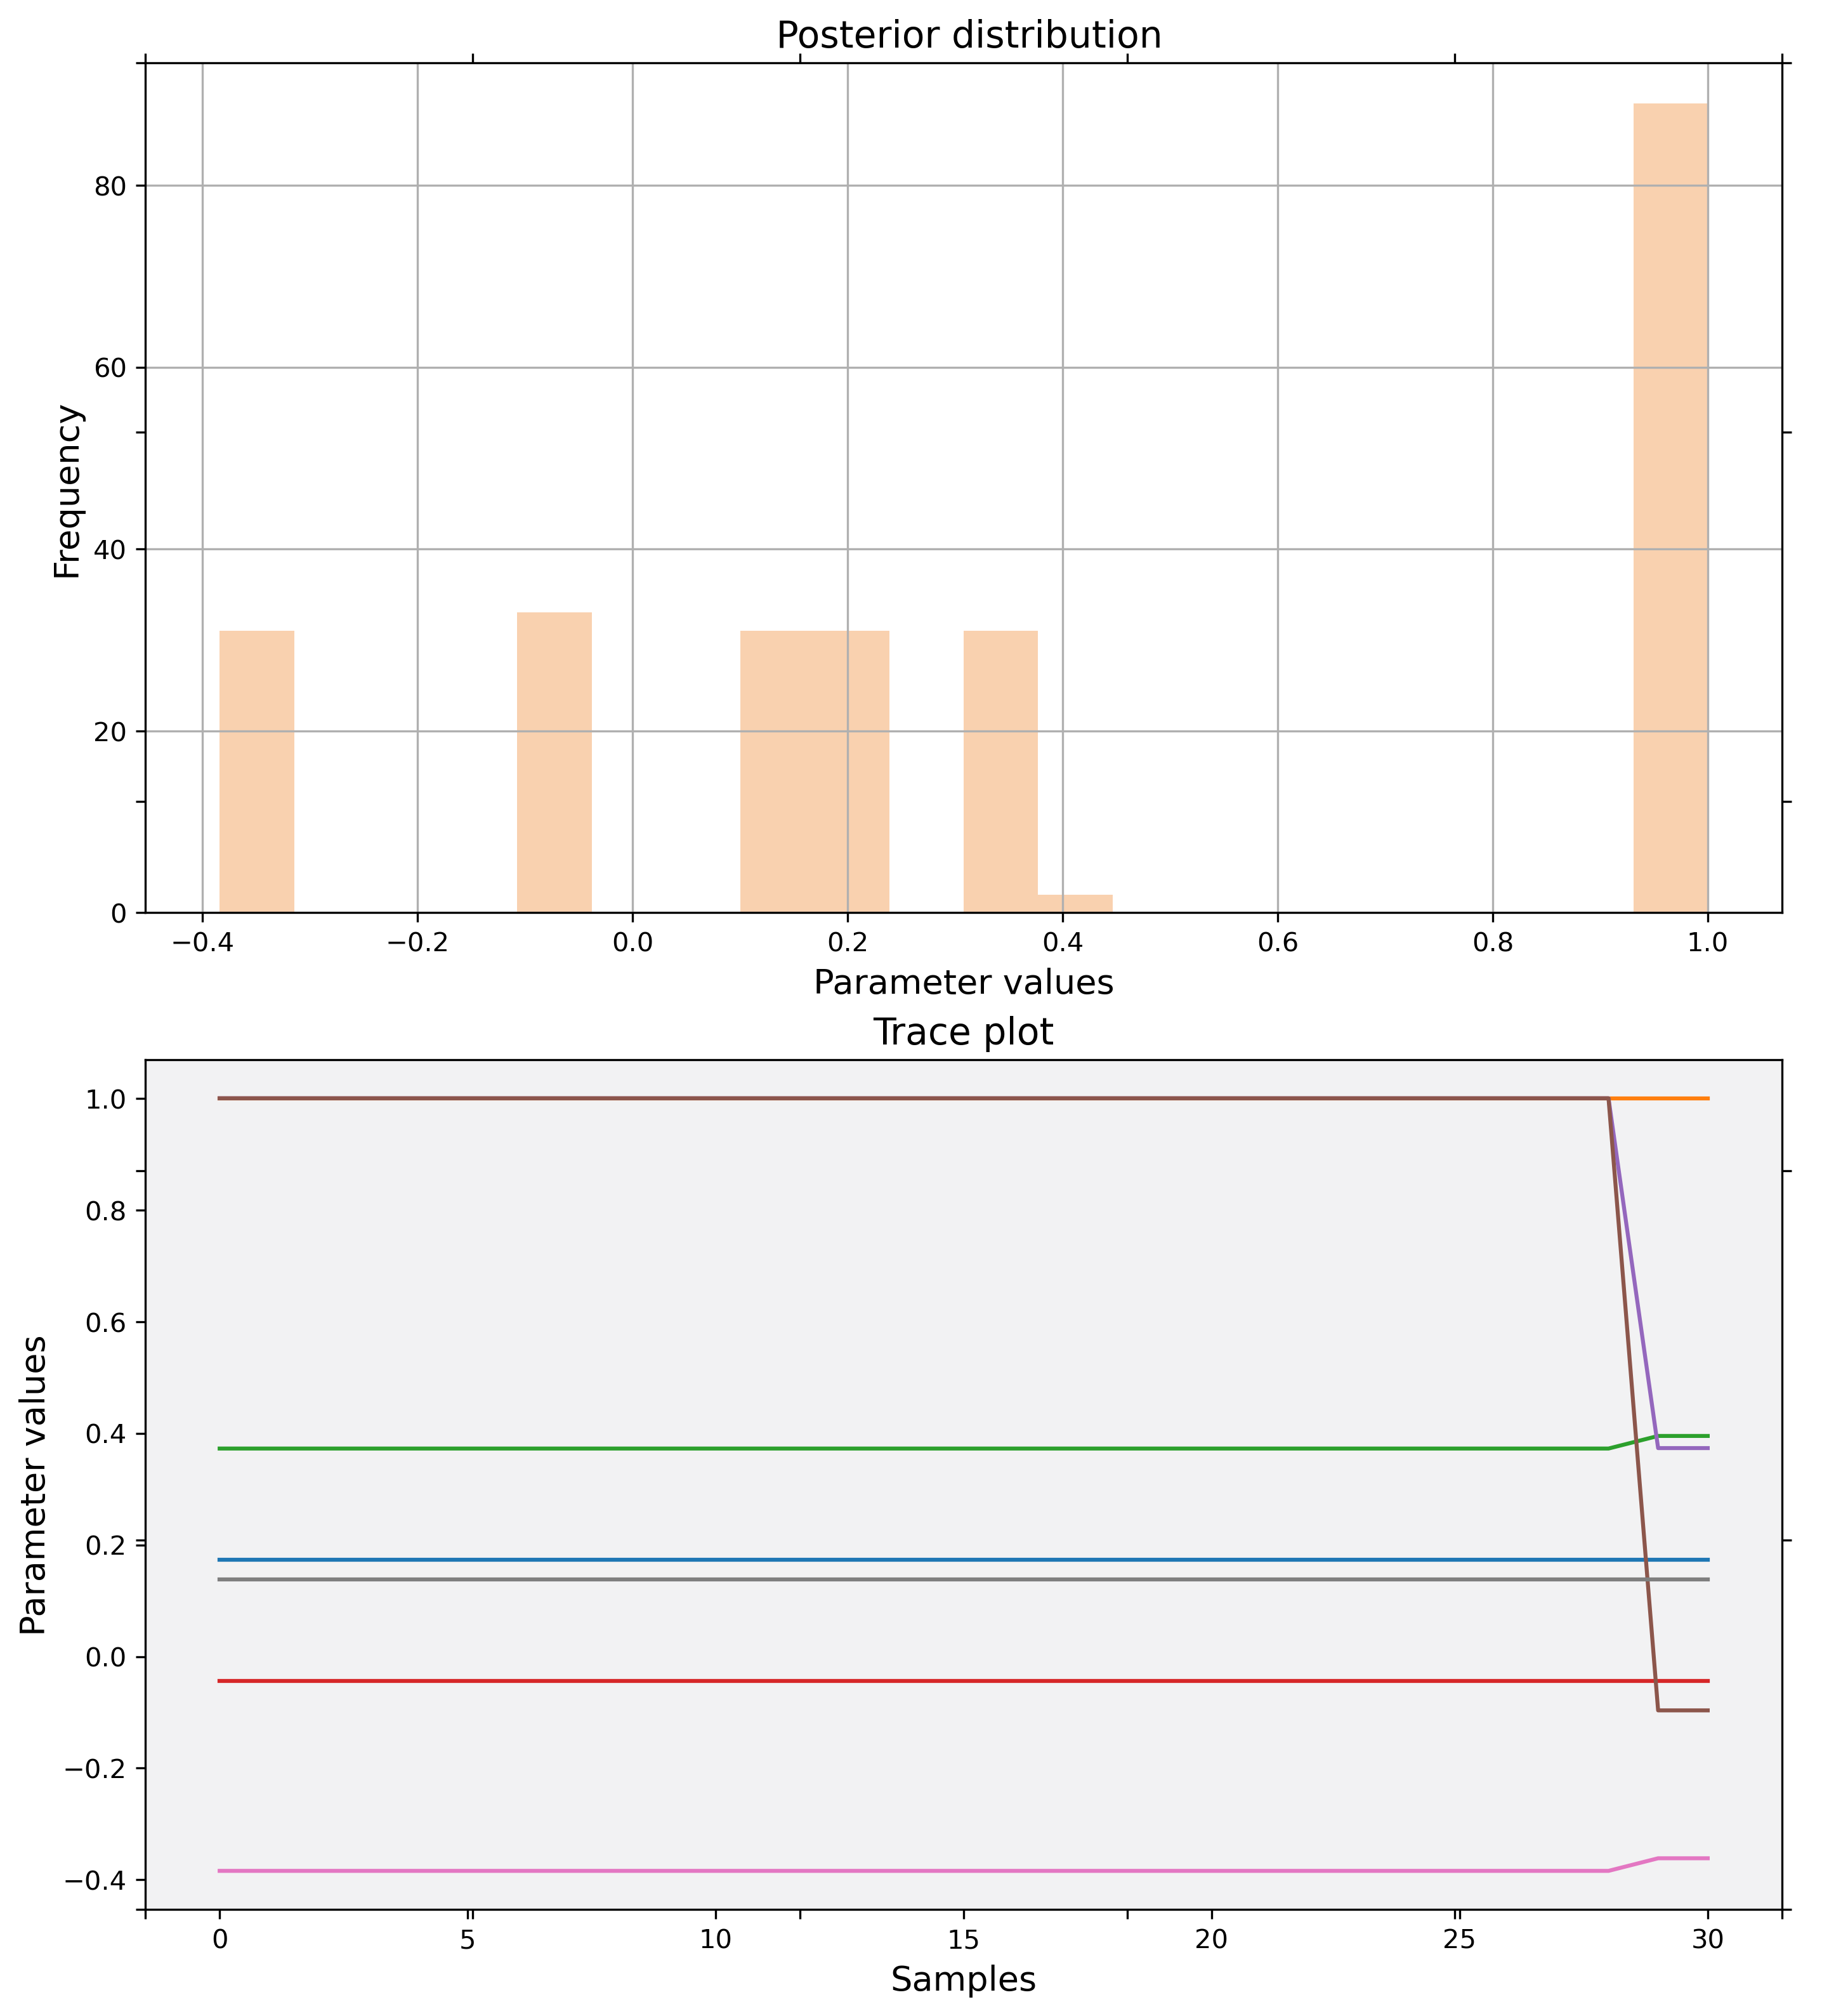 Posterior distribution
Frequency
80
60
40
20
0
−0.4 −0.2 0.0 0.2 0.4 0.6 0.8 1.0
Parameter values
Trace plot
Parameter values
1.0
0.8
0.6
0.4
0.2
0.0
−0.2
−0.4
0 5 10 15 20 25 30
Samples